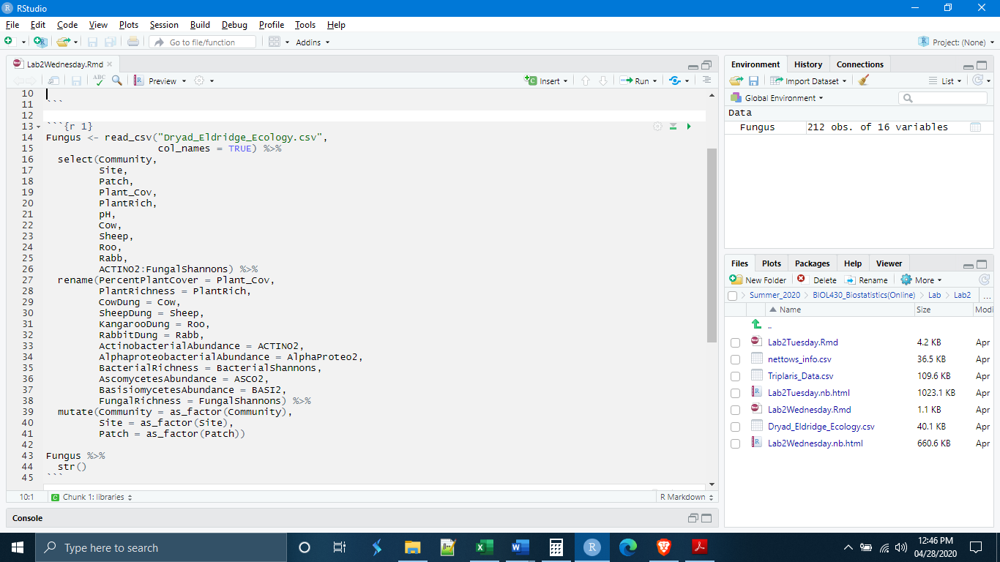 RStudio
File Edit Code View Plots Session Build Debug Profile Tools Help
Go to file/function Addins Project: (None)
Lab2Wednesday.Rmd
ABC Preview Insert Run
10
11 ```
12
13 ```{r 1}
14 Fungus <- read_csv("Dryad_Eldridge_Ecology.csv",
15 col_names = TRUE) %>%
16 select(Community,
17 Site,
18 Patch,
19 Plant_Cov,
20 PlantRich,
21 pH,
22 Cow,
23 Sheep,
24 Roo,
25 Rabb,
26 ACTINO2:FungalShannons) %>%
27 rename(PercentPlantCover = Plant_Cov,
28 PlantRichness = PlantRich,
29 CowDung = Cow,
30 SheepDung = Sheep,
31 KangarooDung = Roo,
32 RabbitDung = Rabb,
33 ActinobacterialAbundance = ACTINO2,
34 AlphaproteobacterialAbundance = AlphaProteo2,
35 BacterialRichness = BacterialShannons,
36 AscomycetesAbundance = ASCO2,
37 BasisiomycetesAbundance = BASI2,
38 FungalRichness = FungalShannons) %>%
39 mutate(Community = as_factor(Community),
40 Site = as_factor(Site),
41 Patch = as_factor(Patch))
42
43 Fungus %>%
44 str()
45 ```
10:1 C Chunk 1: libraries R Markdown
Console
Environment History Connections
Import Dataset List
Global Environment
Data
Fungus 212 obs. of 16 variables
Files Plots Packages Help Viewer
New Folder Delete Rename More
Summer_2020 BIOL430_Biostatistics(Online) Lab Lab2 ...
Name Size Modi
..
Lab2Tuesday.Rmd 4.2 KB Apr
nettows_info.csv 36.5 KB Apr
Triplaris_Data.csv 109.6 KB Apr
Lab2Tuesday.nb.html 1023.1 KB Apr
Lab2Wednesday.Rmd 1.1 KB Apr
Dryad_Eldridge_Ecology.csv 40.1 KB Apr
Lab2Wednesday.nb.html 660.6 KB Apr
Type here to search
12:46 PM
04/28/2020